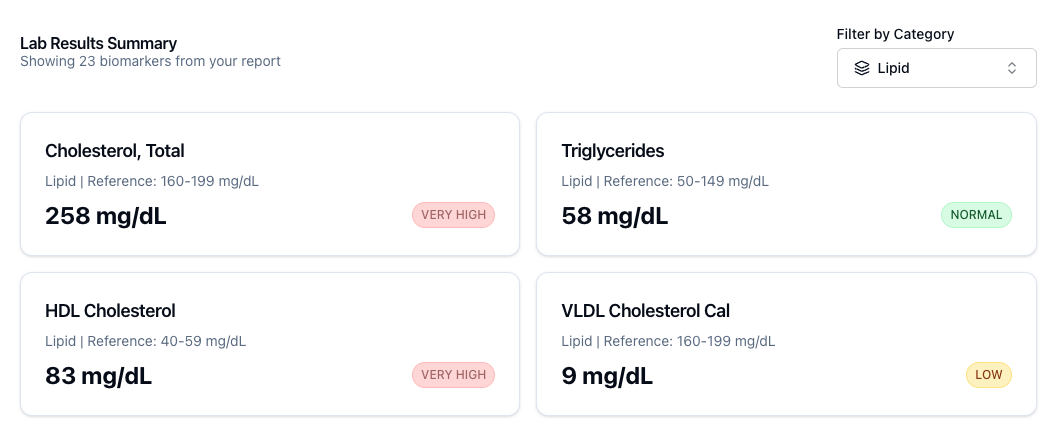 Lab Results Summary
Showing 23 biomarkers from your report
Filter by Category
Lipid
Cholesterol, Total
Lipid | Reference: 160-199 mg/dL
258 mg/dL
VERY HIGH
Triglycerides
Lipid | Reference: 50-149 mg/dL
58 mg/dL
NORMAL
HDL Cholesterol
Lipid | Reference: 40-59 mg/dL
83 mg/dL
VERY HIGH
VLDL Cholesterol Cal
Lipid | Reference: 160-199 mg/dL
9 mg/dL
LOW